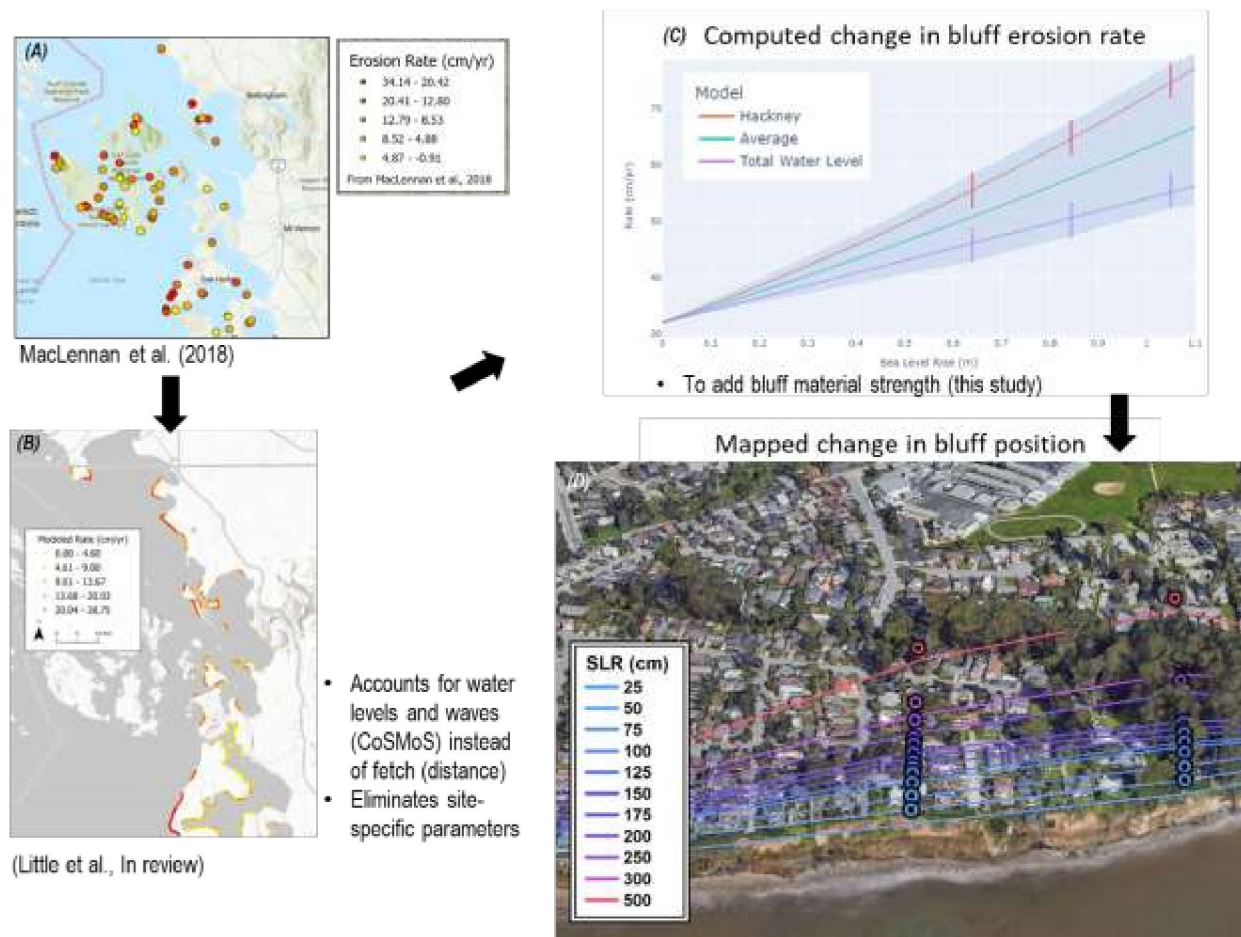 (A)
Bellingham
Mt Vernon
Oak Harbor
Erosion Rate (cm/yr)
34.14 - 20.42
20.41 - 12.80
12.79 - 8.53
8.52 - 4.88
4.87 - -0.91
From MacLennan et al., 2018
MacLennan et al. (2018)
(B)
Modeled Rate (cm/yr)
4.61 - 9.00
9.01 - 13.67
13.68 - 20.03
(Little et al., In review)
• Accounts for water
levels and waves
(CoSMoS) instead
of fetch (distance)
• Eliminates site-
specific parameters
(C) Computed change in bluff erosion rate
Model
Hackney
Average
Total Water Level
Rate (cm/yr)
70
60
50
40
30
0 0.1 0.2 0.3 0.4 0.5 0.6 0.7 0.8 0.9 1 1.1
Sea Level Rise (m)
• To add bluff material strength (this study)
Mapped change in bluff position
(D)
SLR (cm)
25
50
75
100
125
150
175
200
250
300
500